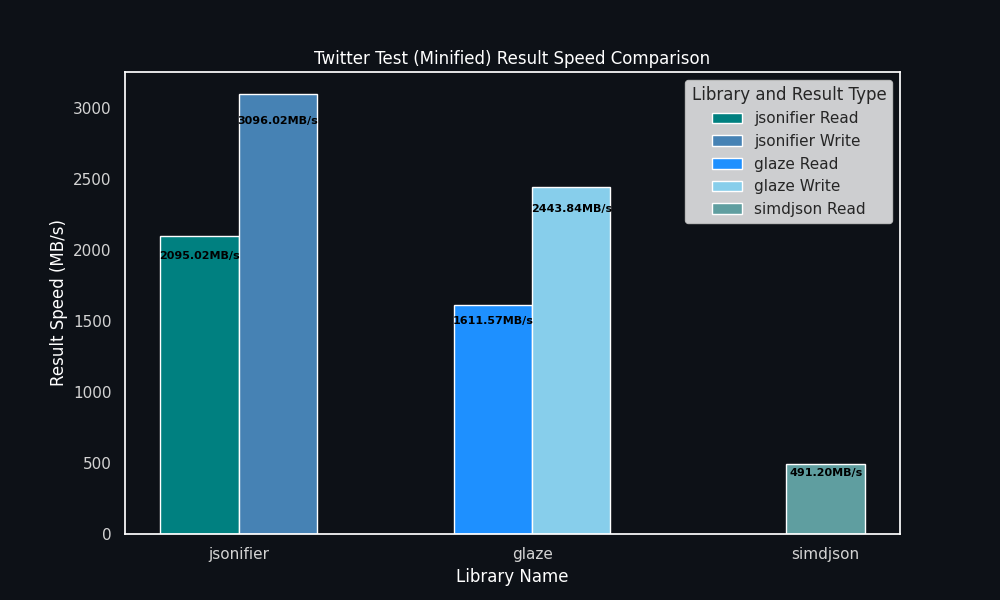 Twitter Test (Minified) Result Speed Comparison
Library and Result Type
jsonifier Read
jsonifier Write
glaze Read
glaze Write
simdjson Read
Result Speed (MB/s)
3000
2500
2000
1500
1000
500
0
2095.02MB/s
3096.02MB/s
1611.57MB/s
2443.84MB/s
491.20MB/s
jsonifier
glaze
simdjson
Library Name